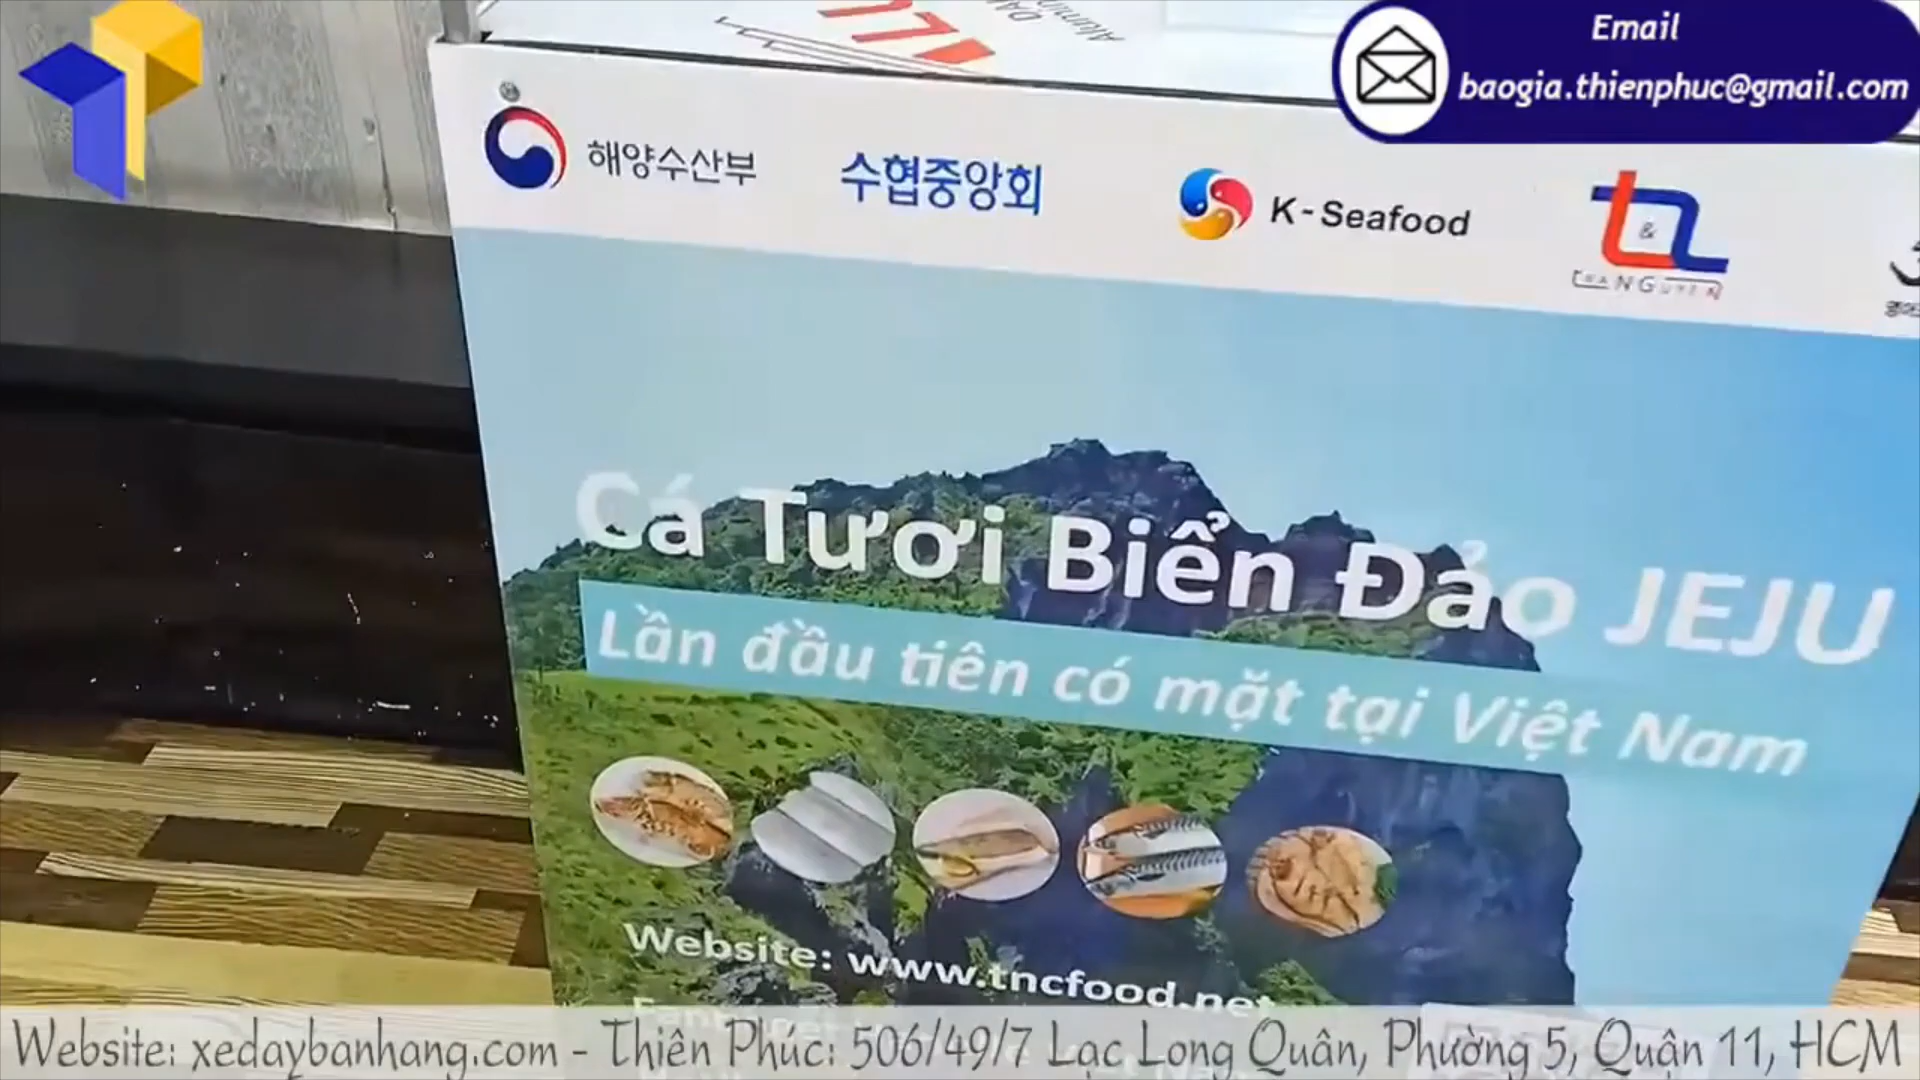 Email
baogia.thienphuc@gmail.com
해양수산부
수협중앙회
K-Seafood
&
TRANGUYEN
Cá Tươi Biển Đảo JEJU
Lần đầu tiên có mặt tại Việt Nam
Website: www.tncfood.net
Website: xedaybanhang.com - Thiên Phúc: 506/49/7 Lạc Long Quân, Phường 5, Quận 11, HCM